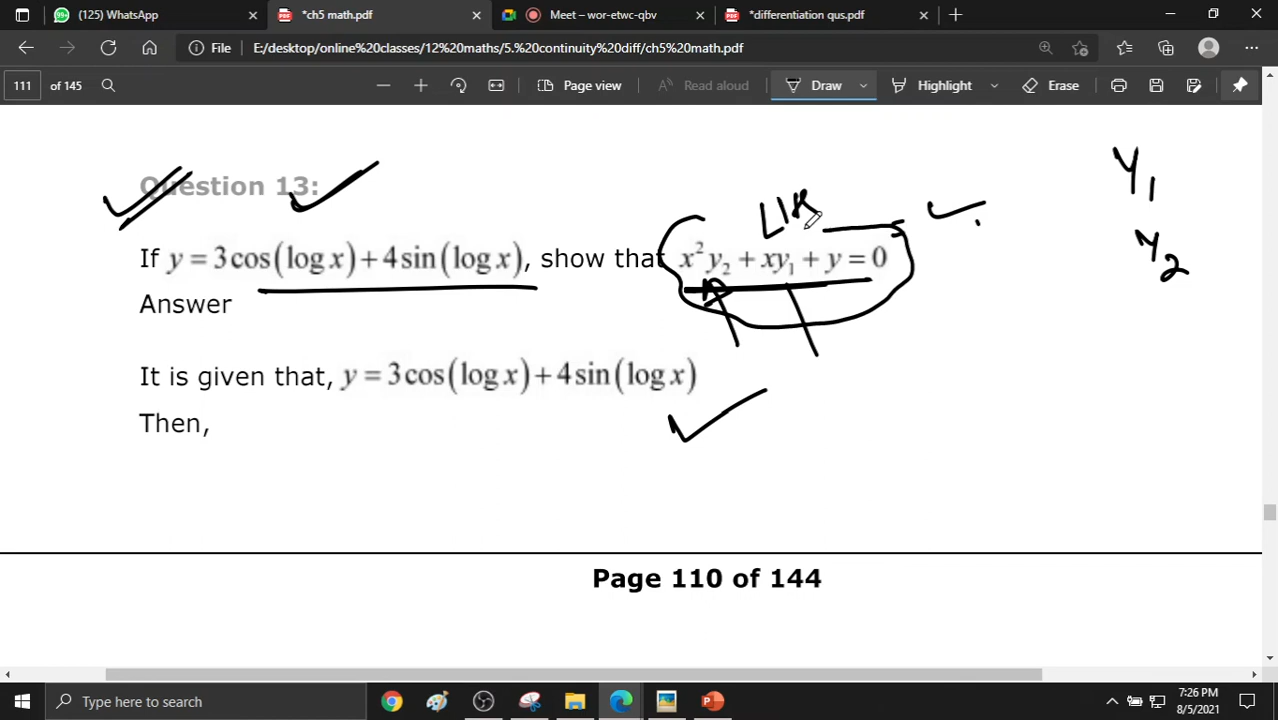 (125) WhatsApp
*ch5 math.pdf
Meet – wor-etwc-qbv
*differentiation qus.pdf
File E:/desktop/online%20classes/12%20maths/5.%20continuity%20diff/ch5%20math.pdf
111 of 145 Page view Read aloud Draw Highlight Erase
Question 13:
y1
LHS
y2
If y = 3cos(log x) + 4sin(log x), show that x²y₂ + xy₁ + y = 0
Answer
It is given that, y = 3cos(log x) + 4sin(log x)
Then,
Page 110 of 144
Type here to search
7:26 PM
8/5/2021